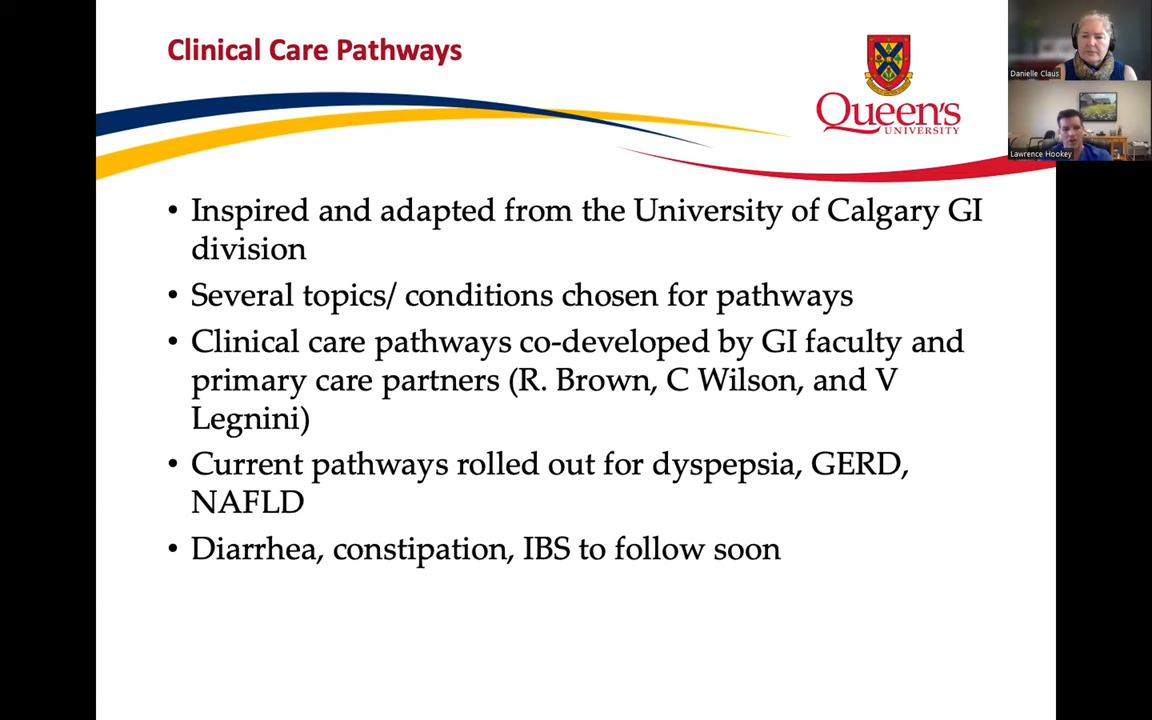 Clinical Care Pathways
Queen's
UNIVERSITY
Danielle Claus
Lawrence Hookey
• Inspired and adapted from the University of Calgary GI
division
• Several topics/ conditions chosen for pathways
• Clinical care pathways co-developed by GI faculty and
primary care partners (R. Brown, C Wilson, and V
Legnini)
• Current pathways rolled out for dyspepsia, GERD,
NAFLD
• Diarrhea, constipation, IBS to follow soon